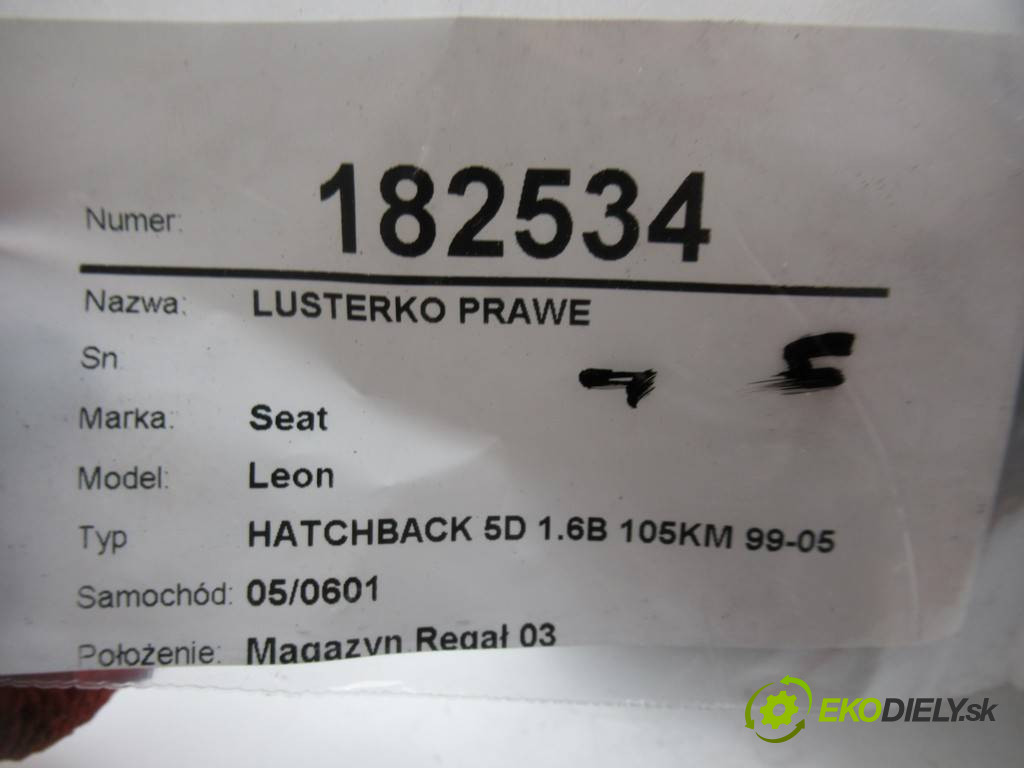 Numer: 182534
Nazwa: LUSTERKO PRAWE
Sn
Marka: Seat
Model: Leon
Typ HATCHBACK 5D 1.6B 105KM 99-05
Samochód: 05/0601
Położenie: Magazyn Regał 03
EKODIELY.sk